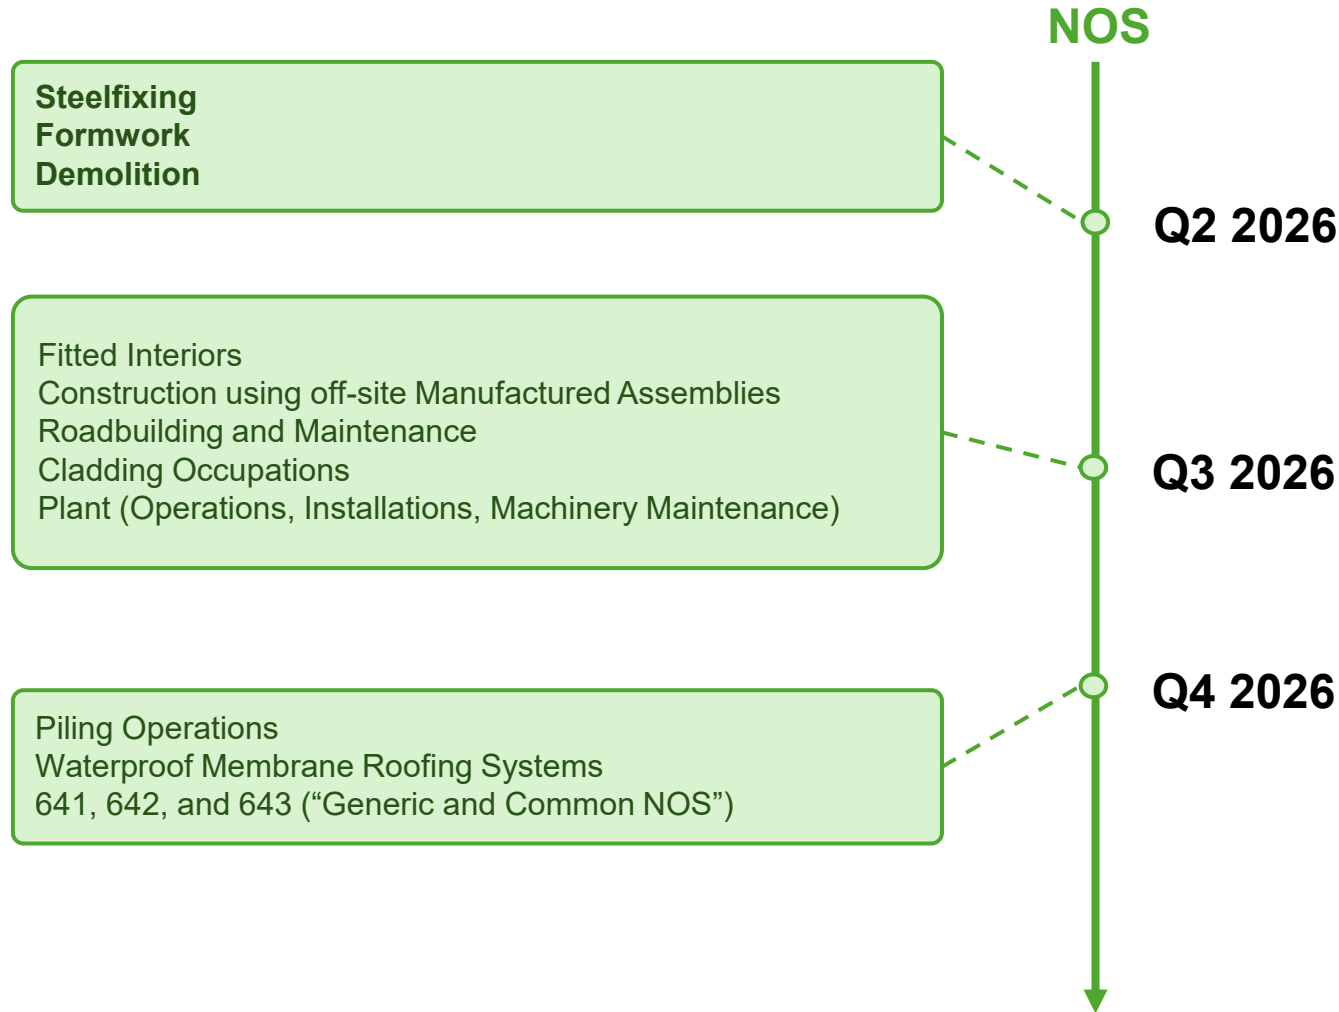 NOS
Steelfixing
Formwork
Demolition
Q2 2026
Fitted Interiors
Construction using off-site Manufactured Assemblies
Roadbuilding and Maintenance
Cladding Occupations
Plant (Operations, Installations, Machinery Maintenance)
Q3 2026
Q4 2026
Piling Operations
Waterproof Membrane Roofing Systems
641, 642, and 643 (“Generic and Common NOS”)